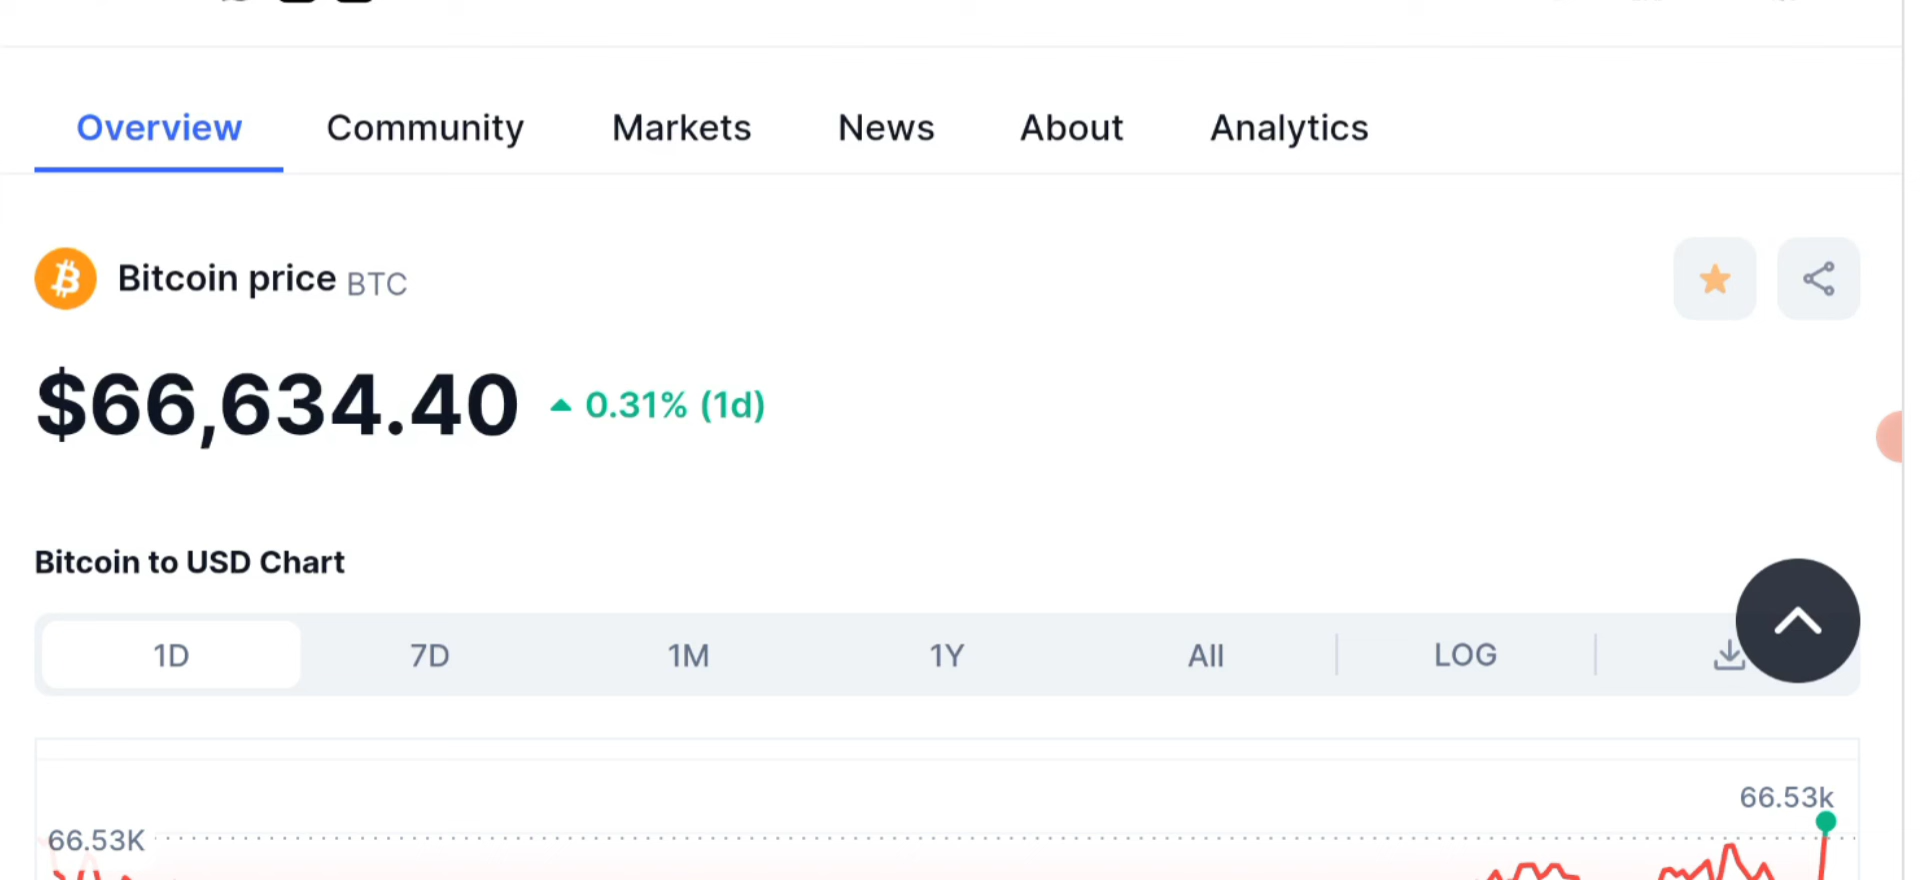 Overview Community Markets News About Analytics
Bitcoin price BTC
$66,634.40 0.31% (1d)
Bitcoin to USD Chart
1D 7D 1M 1Y All LOG
66.53k
66.53K